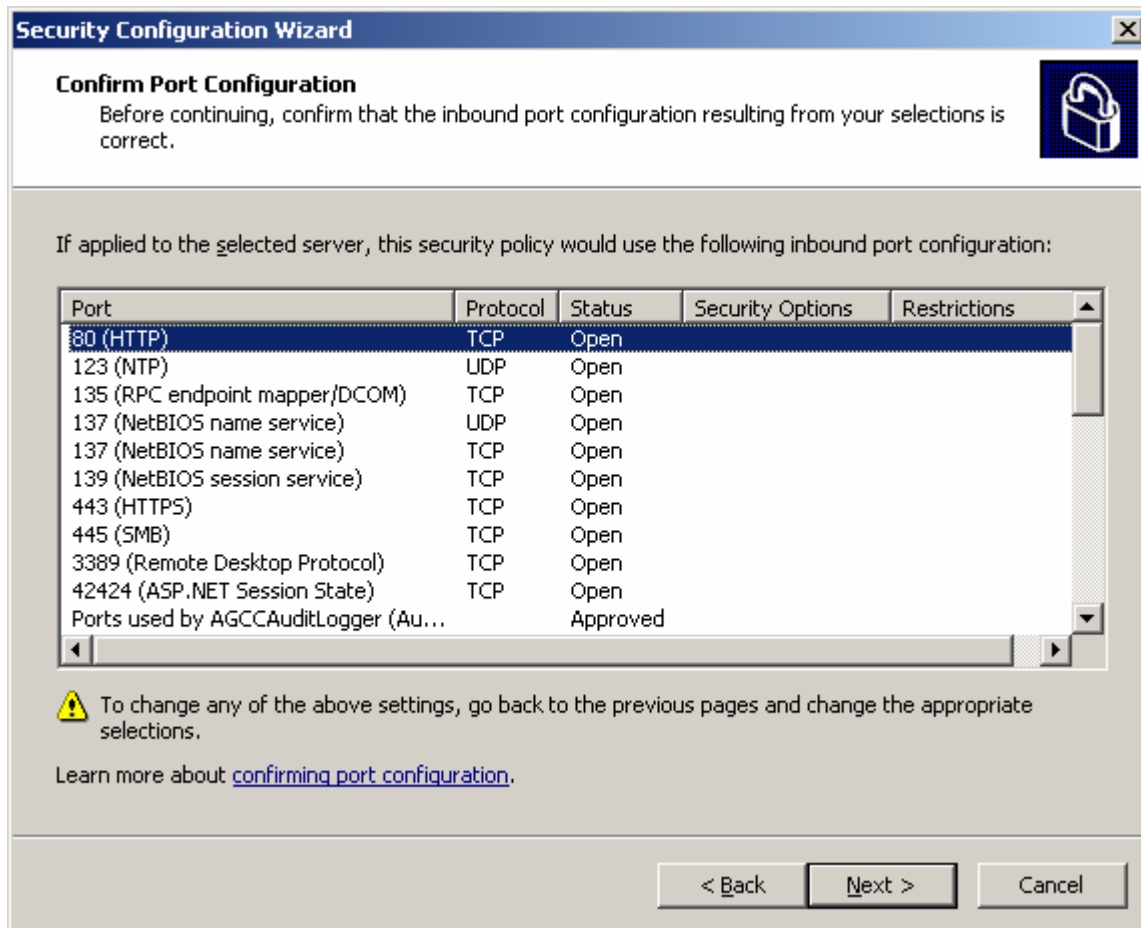 Security Configuration Wizard
Confirm Port Configuration
Before continuing, confirm that the inbound port configuration resulting from your selections is
correct.
If applied to the selected server, this security policy would use the following inbound port configuration:
Port Protocol Status Security Options Restrictions
80 (HTTP) TCP Open
123 (NTP) UDP Open
135 (RPC endpoint mapper/DCOM) TCP Open
137 (NetBIOS name service) UDP Open
137 (NetBIOS name service) TCP Open
139 (NetBIOS session service) TCP Open
443 (HTTPS) TCP Open
445 (SMB) TCP Open
3389 (Remote Desktop Protocol) TCP Open
42424 (ASP.NET Session State) TCP Open
Ports used by AGCCAuditLogger (Au... Approved
To change any of the above settings, go back to the previous pages and change the appropriate
selections.
Learn more about confirming port configuration.
< Back Next > Cancel